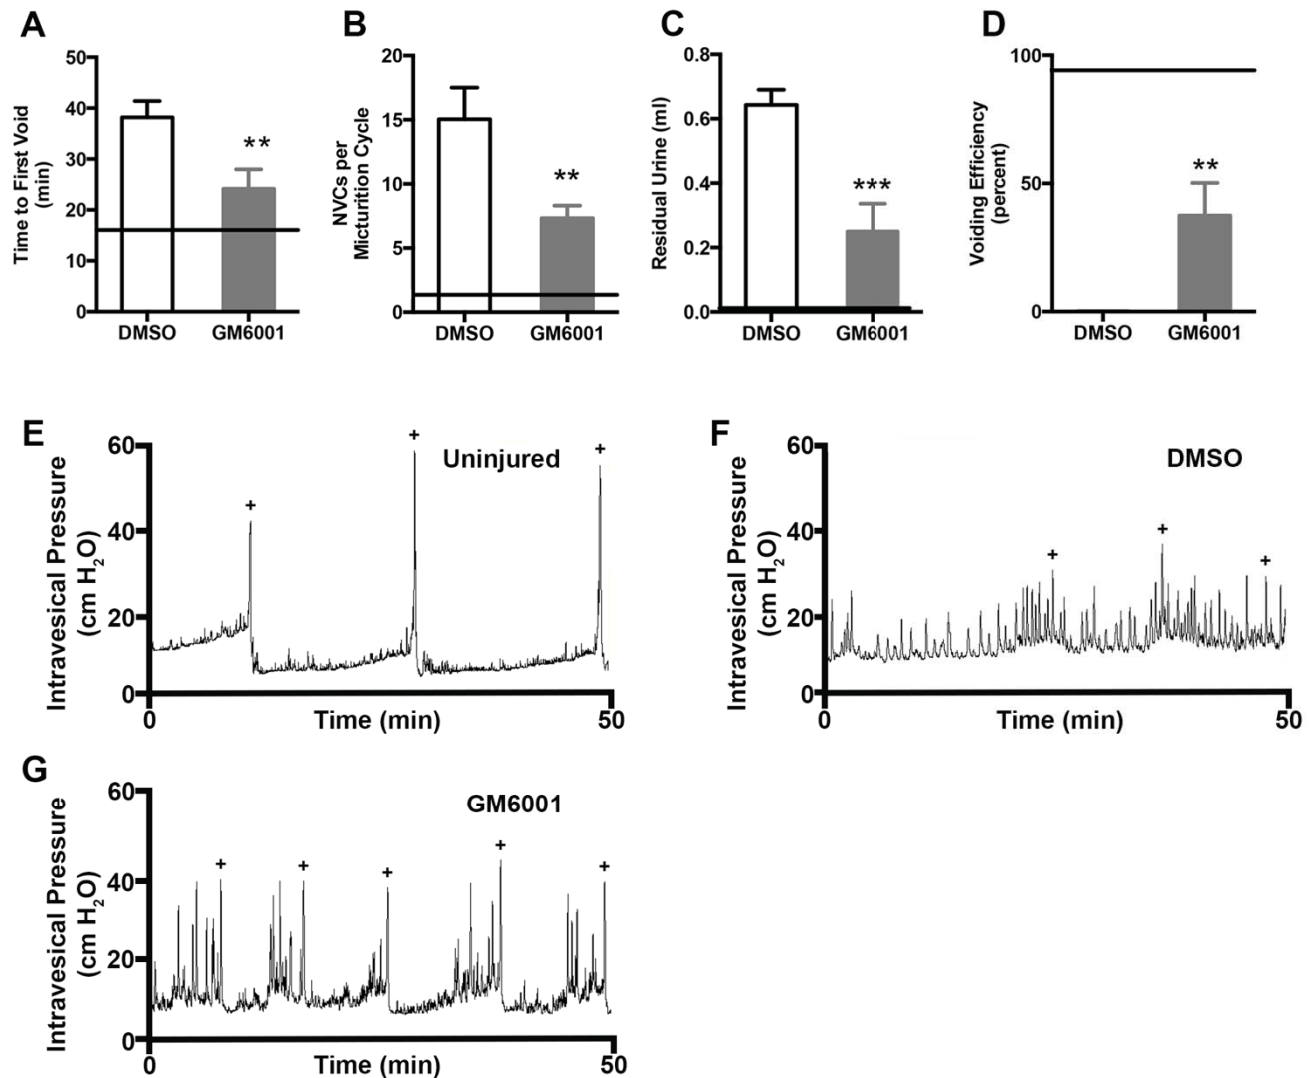 A
Time to First Void
(min)
50
40
30
20
10
0
**
DMSO
GM6001
B
NVCs per
Micturition Cycle
20
15
10
5
0
**
DMSO
GM6001
C
Residual Urine (ml)
0.8
0.6
0.4
0.2
0.0
***
DMSO
GM6001
D
Voiding Efficiency
(percent)
100
50
0
**
DMSO
GM6001
E
Intravesical Pressure
(cm H₂O)
60
40
20
0
+
+
+
Uninjured
0
Time (min)
50
F
Intravesical Pressure
(cm H₂O)
60
40
20
0
+
+
+
DMSO
0
Time (min)
50
G
Intravesical Pressure
(cm H₂O)
60
40
20
0
+
+
+
+
+
GM6001
0
Time (min)
50